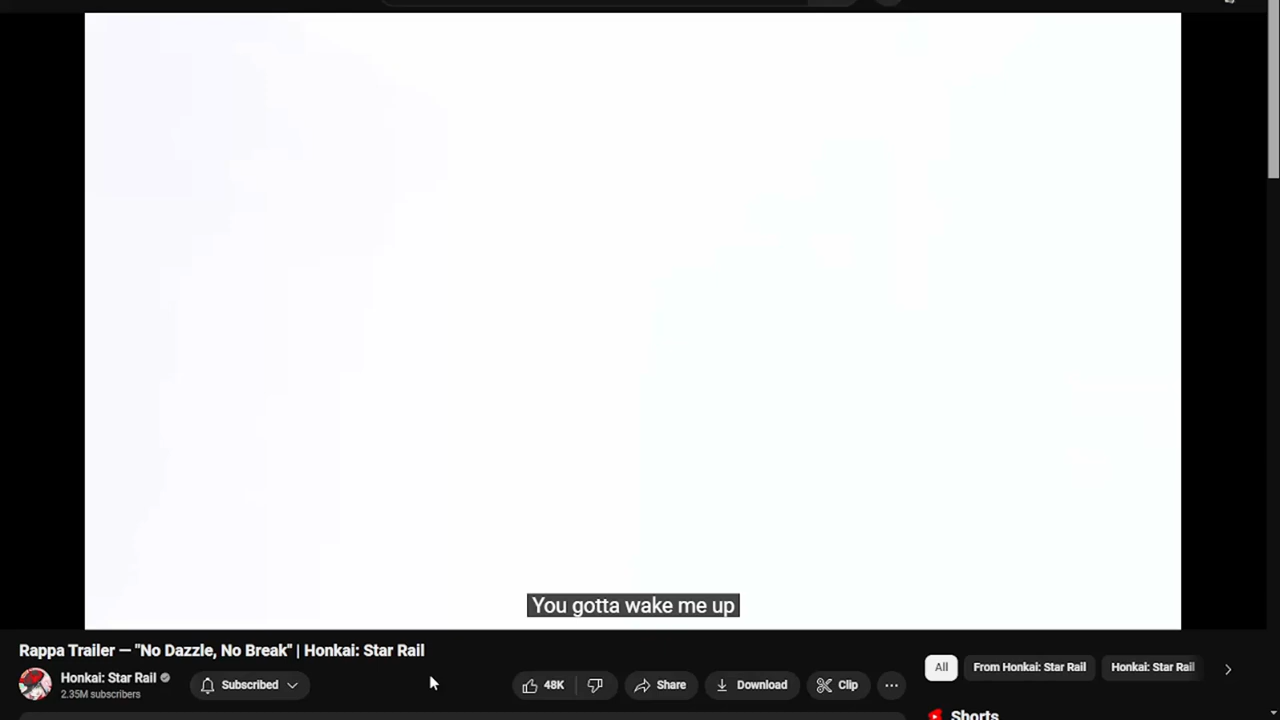 You gotta wake me up
Rappa Trailer — "No Dazzle, No Break" | Honkai: Star Rail
Honkai: Star Rail
2.35M subscribers
Subscribed
48K
Share
Download
Clip
All
From Honkai: Star Rail
Honkai: Star Rail
Shorts